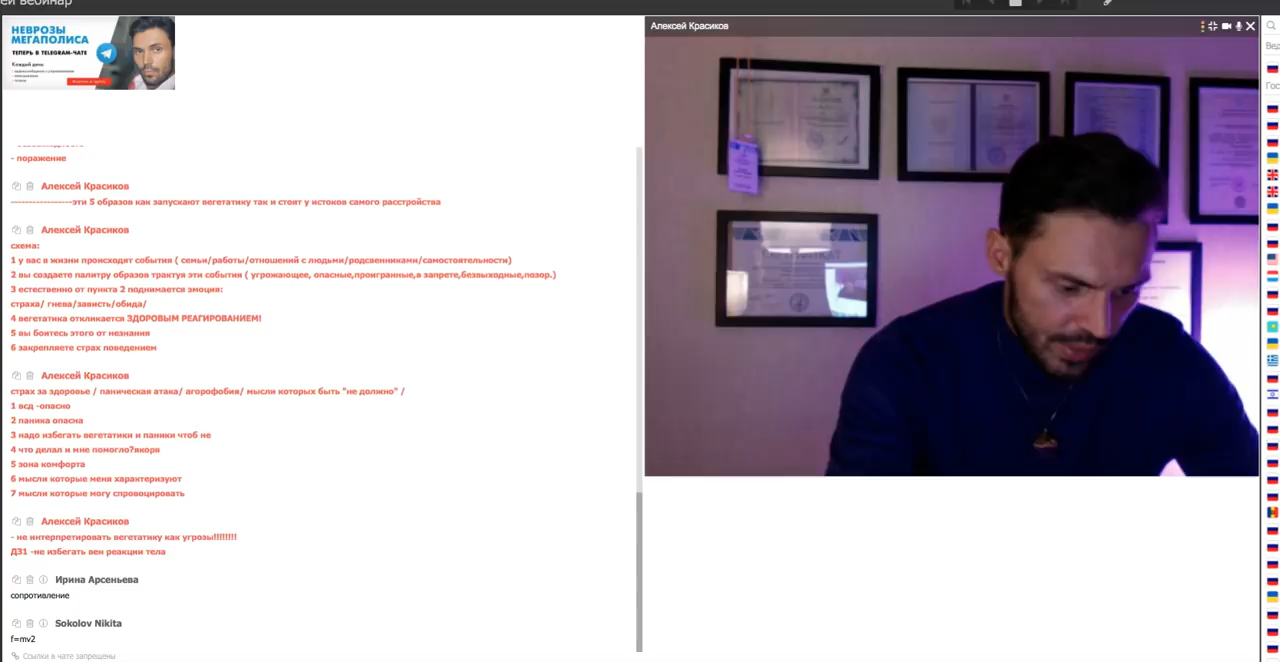 ей вебинар
НЕВРОЗЫ
МЕГАПОЛИСА
ТЕПЕРЬ В TELEGRAM-ЧАТЕ
Каждый день:
- поражение
Алексей Красиков
-----------------эти 5 образов как запускают вегетатику так и стоят у истоков самого расстройства
Алексей Красиков
схема:
1 у вас в жизни происходят события ( семьи/работы/отношений с людьми/родсвенниками/самостоятельности)
2 вы создаете палитру образов трактуя эти события ( угрожающее, опасные,проигранные,в запрете,безвыходные,позор.)
3 естественно от пункта 2 поднимается эмоция:
страха/ гнева/зависть/обида/
4 вегетатика откликается ЗДОРОВЫМ РЕАГИРОВАНИЕМ!
5 вы боитесь этого от незнания
6 закрепляете страх поведением
Алексей Красиков
страх за здоровье / паническая атака/ агорофобия/ мысли которых быть "не должно" /
1 всд -опасно
2 паника опасна
3 надо избегать вегетатики и паники чтоб не
4 что делал и мне помогло?якоря
5 зона комфорта
6 мысли которые меня характеризуют
7 мысли которые могу спровоцировать
Алексей Красиков
- не интерпретировать вегетатику как угрозы!!!!!!!!
ДЗ1 -не избегать вен реакции тела
Ирина Арсеньева
сопротивление
Sokolov Nikita
f=mv2
Ссылки в чате запрещены
Алексей Красиков
Вед
Гос